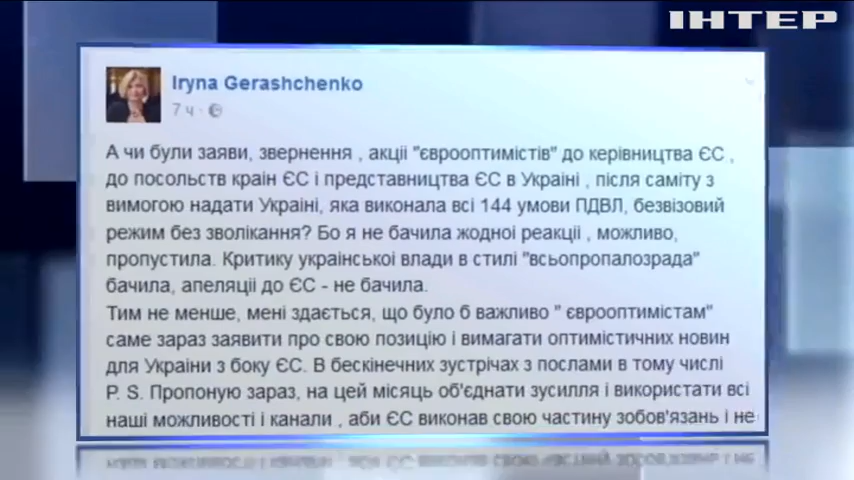 ІНТЕР
Iryna Gerashchenko
7 ч ·
А чи були заяви, звернення , акції "єврооптимістів" до керівництва ЄС ,
до посольств країн ЄС і представництва ЄС в Україні , після саміту з
вимогою надати Україні, яка виконала всі 144 умови ПДВЛ, безвізовий
режим без зволікання? Бо я не бачила жодної реакції , можливо,
пропустила. Критику української влади в стилі "всьопропалозрада"
бачила, апеляції до ЄС - не бачила.
Тим не менше, мені здається, що було б важливо " єврооптимістам"
саме зараз заявити про свою позицію і вимагати оптимістичних новин
для України з боку ЄС. В бескінечних зустрічах з послами в тому числі
P. S. Пропоную зараз, на цей місяць об'єднати зусилля і використати всі
наші можливості і канали , аби ЄС виконав свою частину зобов'язань і не